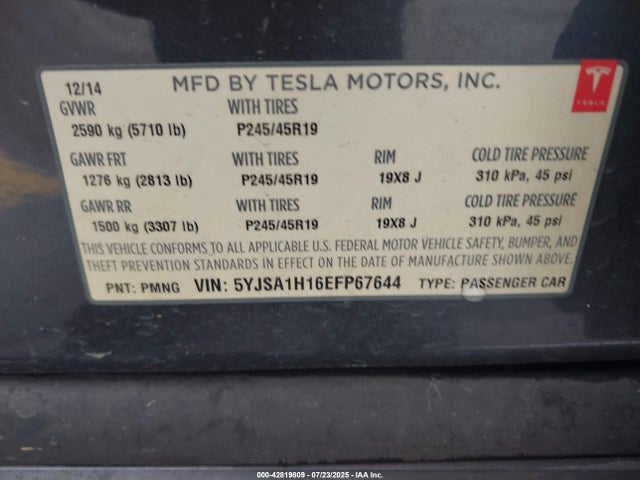 12/14 MFD BY TESLA MOTORS, INC.
TESLA
GVWR WITH TIRES
2590 kg (5710 lb) P245/45R19
GAWR FRT WITH TIRES RIM COLD TIRE PRESSURE
1276 kg (2813 lb) P245/45R19 19X8 J 310 kPa, 45 psi
GAWR RR WITH TIRES RIM COLD TIRE PRESSURE
1500 kg (3307 lb) P245/45R19 19X8 J 310 kPa, 45 psi
THIS VEHICLE CONFORMS TO ALL APPLICABLE U.S. FEDERAL MOTOR VEHICLE SAFETY, BUMPER, AND
THEFT PREVENTION STANDARDS IN EFFECT ON THE DATE OF MANUFACTURE SHOWN ABOVE.
PNT: PMNG VIN: 5YJSA1H16EFP67644 TYPE: PASSENGER CAR
000-42819809 - 07/23/2025 - IAA Inc.